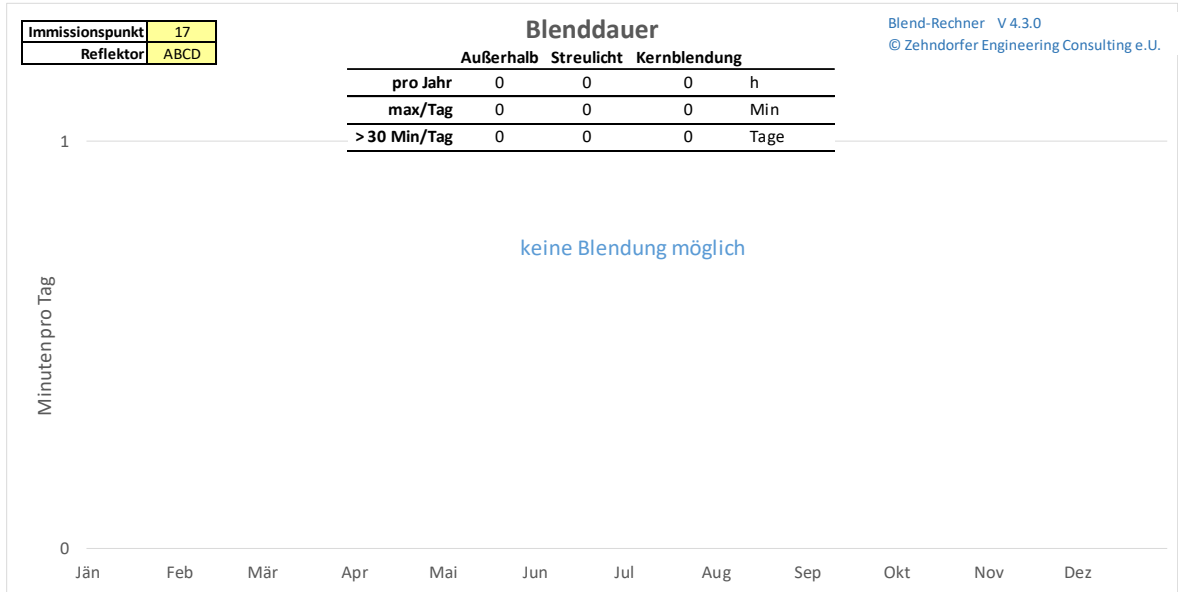 Immissionspunkt 17
Reflektor ABCD
Blenddauer
Blend-Rechner V 4.3.0
© Zehndorfer Engineering Consulting e.U.
Außerhalb Streulicht Kernblendung
pro Jahr 0 0 0 h
max/Tag 0 0 0 Min
> 30 Min/Tag 0 0 0 Tage
1
keine Blendung möglich
Minuten pro Tag
0
Jän Feb Mär Apr Mai Jun Jul Aug Sep Okt Nov Dez